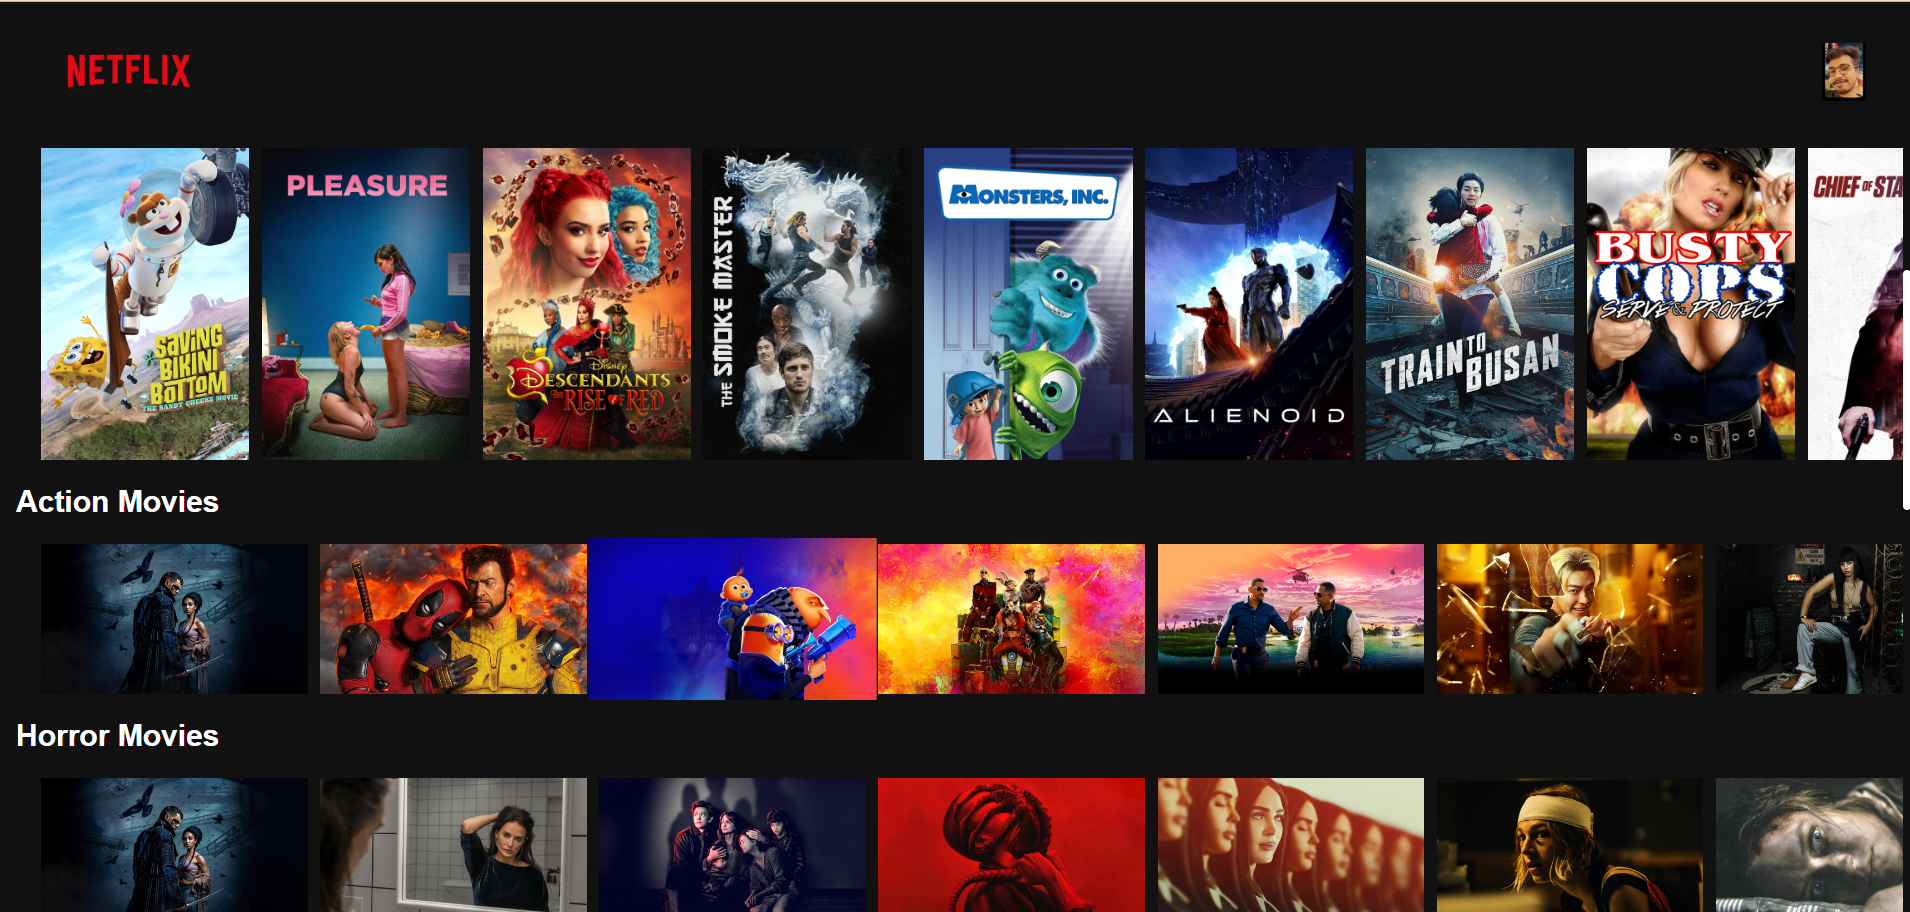 NETFLIX
SAVING
BIKINI
BOTTOM
THE SANDY CHEEKS MOVIE
PLEASURE
DISNEY
DESCENDANTS
THE RISE OF RED
THE SMOKE MASTER
MONSTERS, INC.
ALIENOID
TRAIN TO
BUSAN
BUSTY
COPS
SERVE & PROTECT
CHIEF OF STA
Action Movies
Horror Movies